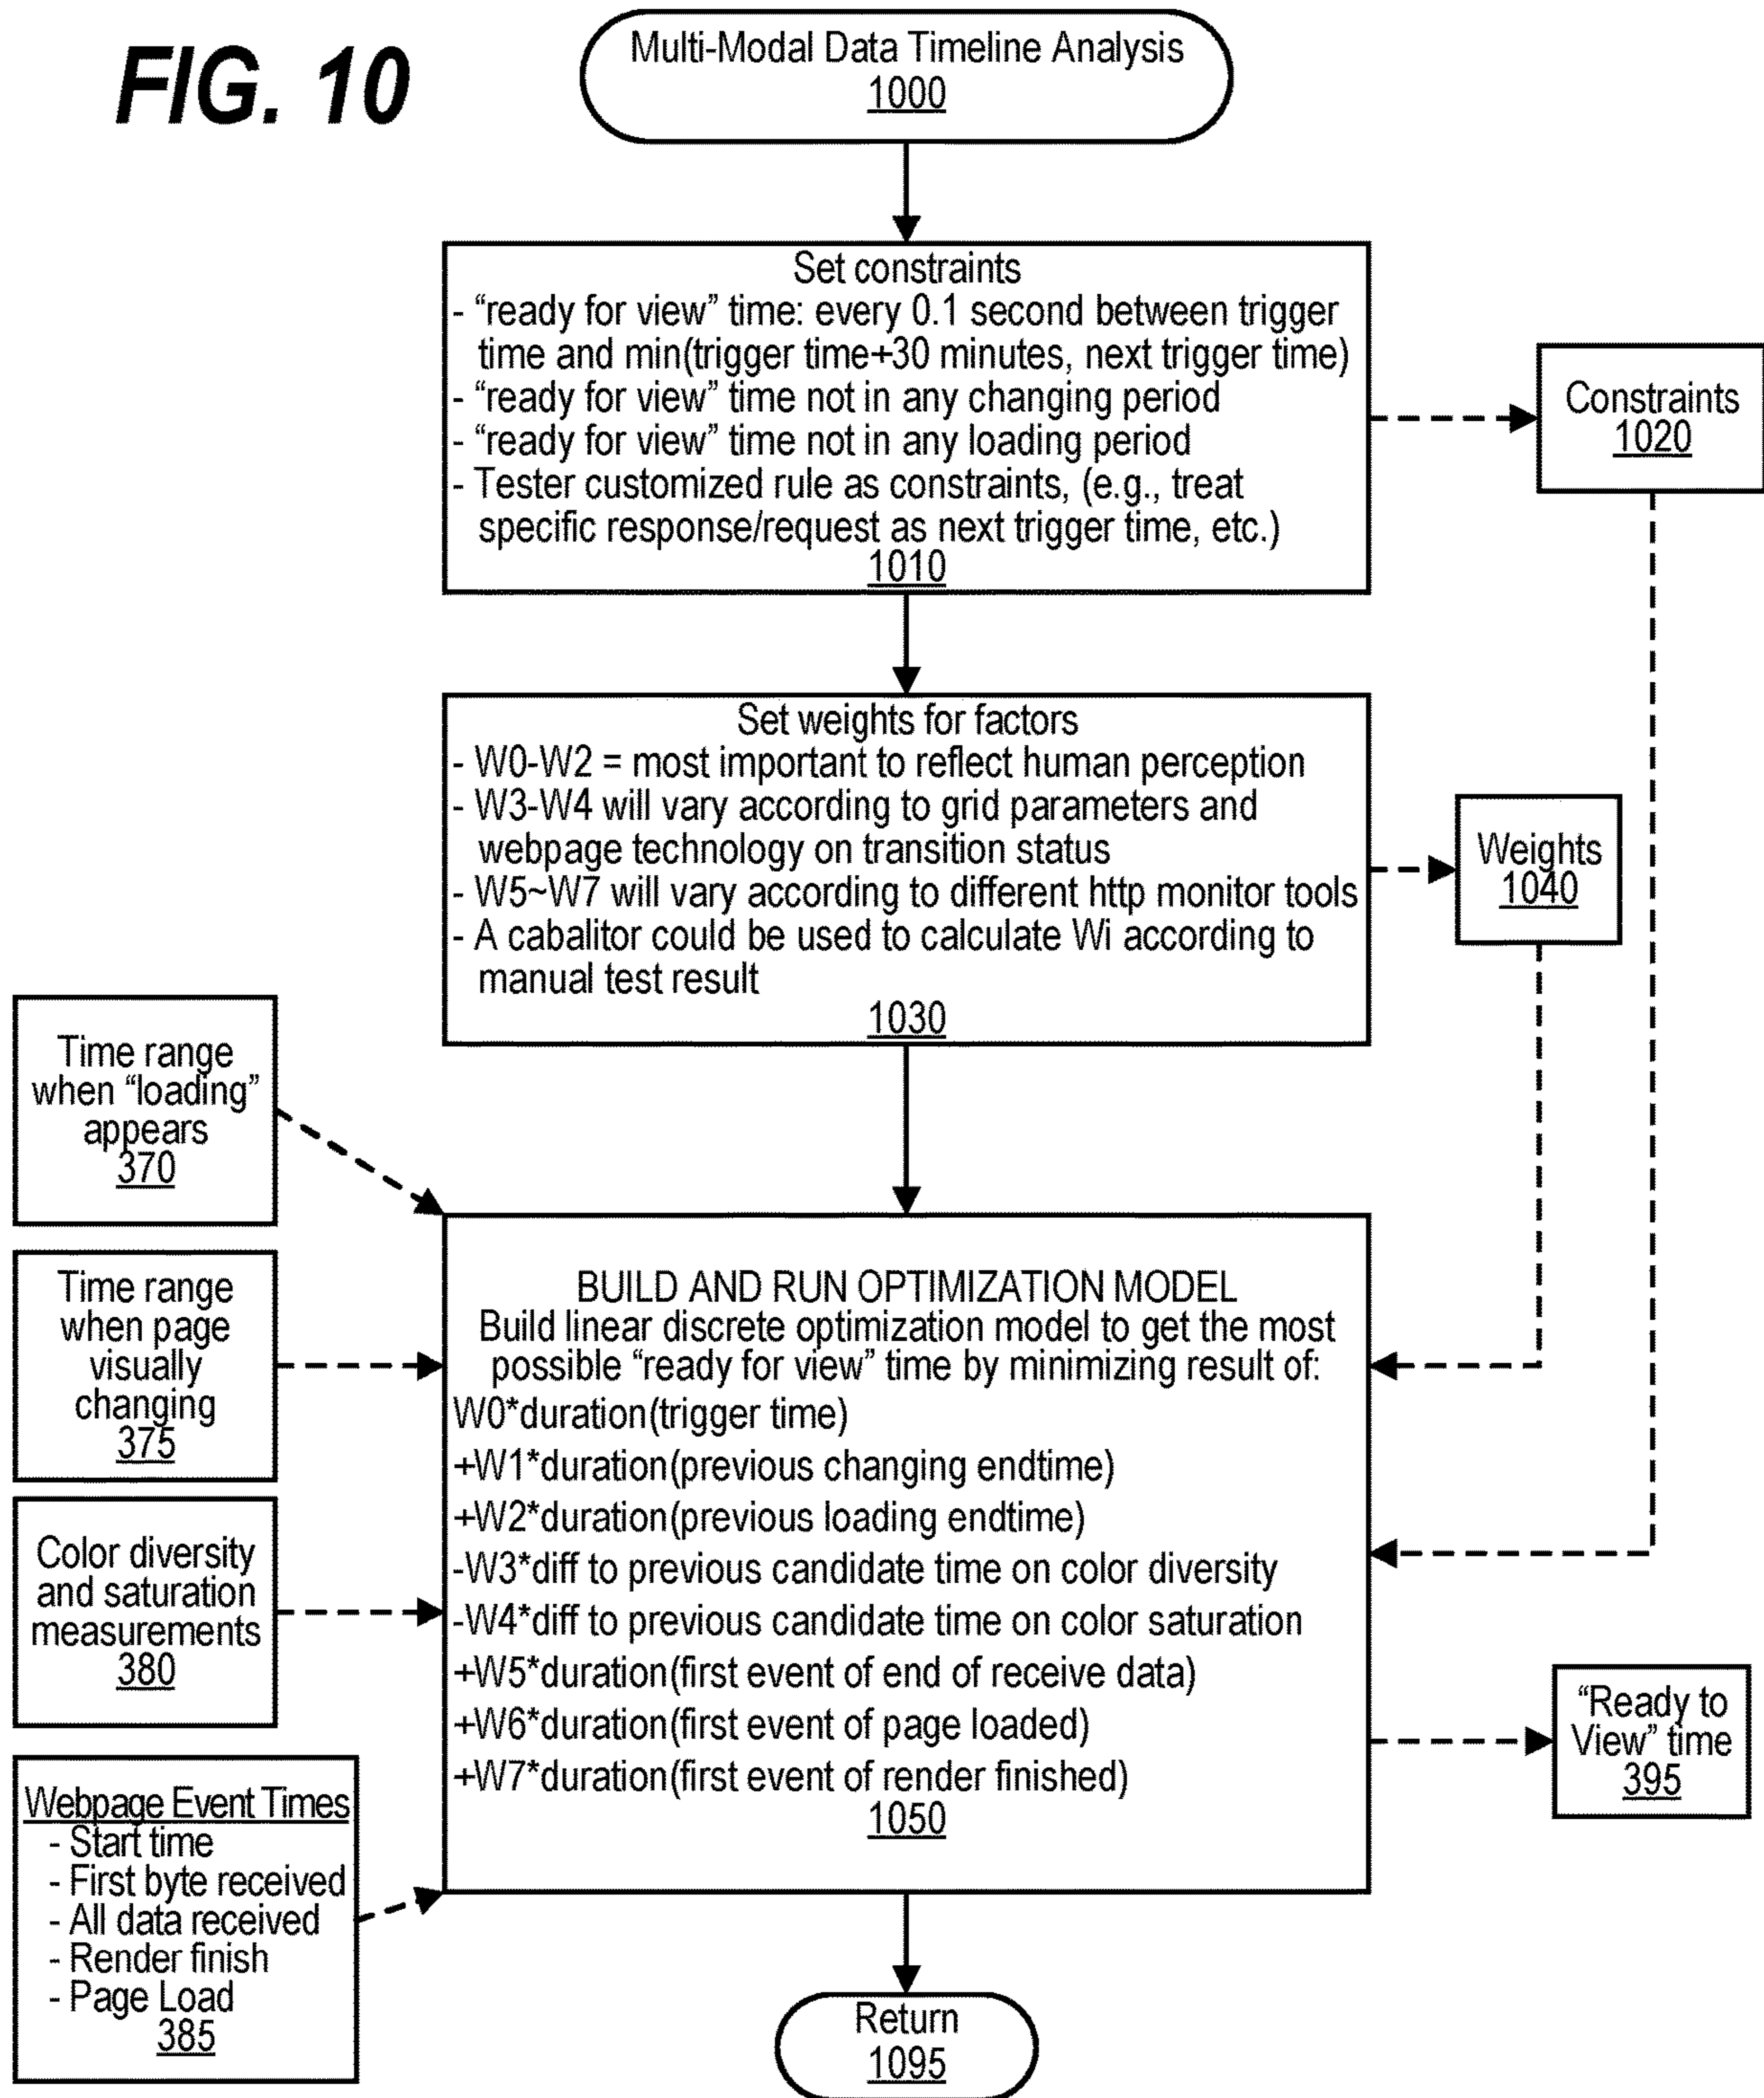 FIG. 10
Multi-Modal Data Timeline Analysis
1000
Set constraints
- “ready for view” time: every 0.1 second between trigger
time and min(trigger time+30 minutes, next trigger time)
- “ready for view” time not in any changing period
- “ready for view” time not in any loading period
- Tester customized rule as constraints, (e.g., treat
specific response/request as next trigger time, etc.)
1010
Constraints
1020
Set weights for factors
- W0-W2 = most important to reflect human perception
- W3-W4 will vary according to grid parameters and
webpage technology on transition status
- W5~W7 will vary according to different http monitor tools
- A cabalitor could be used to calculate Wi according to
manual test result
1030
Weights
1040
Time range
when “loading”
appears
370
Time range
when page
visually
changing
375
Color diversity
and saturation
measurements
380
Webpage Event Times
- Start time
- First byte received
- All data received
- Render finish
- Page Load
385
BUILD AND RUN OPTIMIZATION MODEL
Build linear discrete optimization model to get the most
possible “ready for view” time by minimizing result of:
W0*duration(trigger time)
+W1*duration(previous changing endtime)
+W2*duration(previous loading endtime)
-W3*diff to previous candidate time on color diversity
-W4*diff to previous candidate time on color saturation
+W5*duration(first event of end of receive data)
+W6*duration(first event of page loaded)
+W7*duration(first event of render finished)
1050
“Ready to
View” time
395
Return
1095